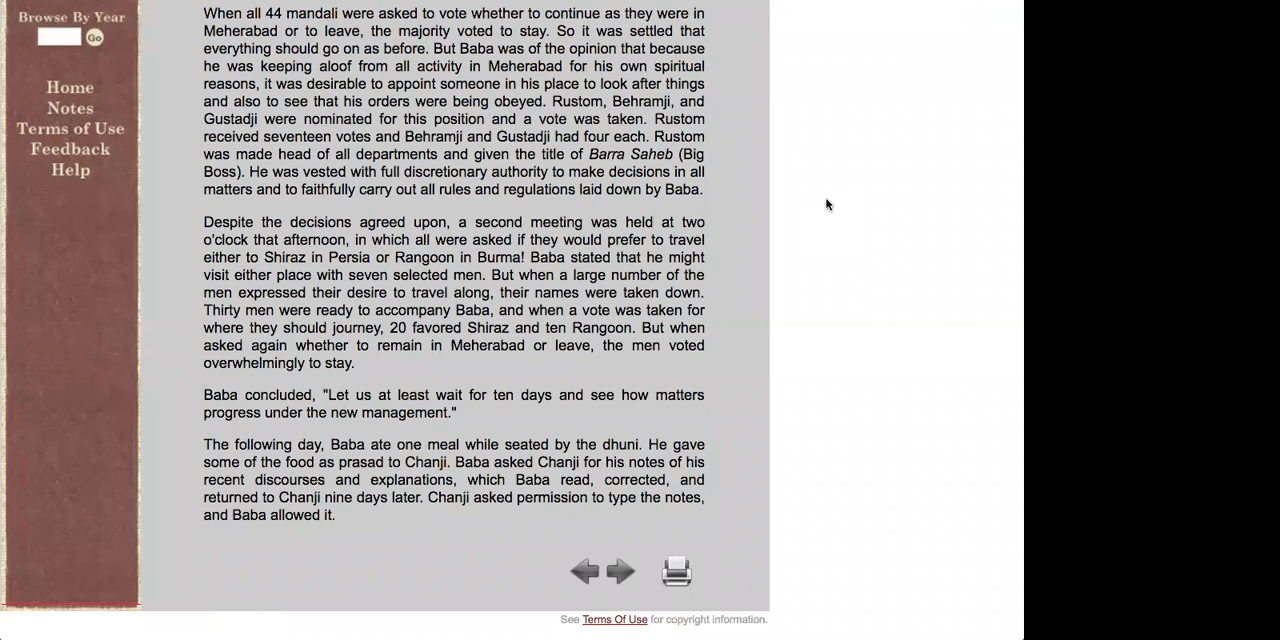 Browse By Year
Go
Home
Notes
Terms of Use
Feedback
Help
When all 44 mandali were asked to vote whether to continue as they were in
Meherabad or to leave, the majority voted to stay. So it was settled that
everything should go on as before. But Baba was of the opinion that because
he was keeping aloof from all activity in Meherabad for his own spiritual
reasons, it was desirable to appoint someone in his place to look after things
and also to see that his orders were being obeyed. Rustom, Behramji, and
Gustadji were nominated for this position and a vote was taken. Rustom
received seventeen votes and Behramji and Gustadji had four each. Rustom
was made head of all departments and given the title of Barra Saheb (Big
Boss). He was vested with full discretionary authority to make decisions in all
matters and to faithfully carry out all rules and regulations laid down by Baba.
Despite the decisions agreed upon, a second meeting was held at two
o'clock that afternoon, in which all were asked if they would prefer to travel
either to Shiraz in Persia or Rangoon in Burma! Baba stated that he might
visit either place with seven selected men. But when a large number of the
men expressed their desire to travel along, their names were taken down.
Thirty men were ready to accompany Baba, and when a vote was taken for
where they should journey, 20 favored Shiraz and ten Rangoon. But when
asked again whether to remain in Meherabad or leave, the men voted
overwhelmingly to stay.
Baba concluded, "Let us at least wait for ten days and see how matters
progress under the new management."
The following day, Baba ate one meal while seated by the dhuni. He gave
some of the food as prasad to Chanji. Baba asked Chanji for his notes of his
recent discourses and explanations, which Baba read, corrected, and
returned to Chanji nine days later. Chanji asked permission to type the notes,
and Baba allowed it.
See Terms Of Use for copyright information.